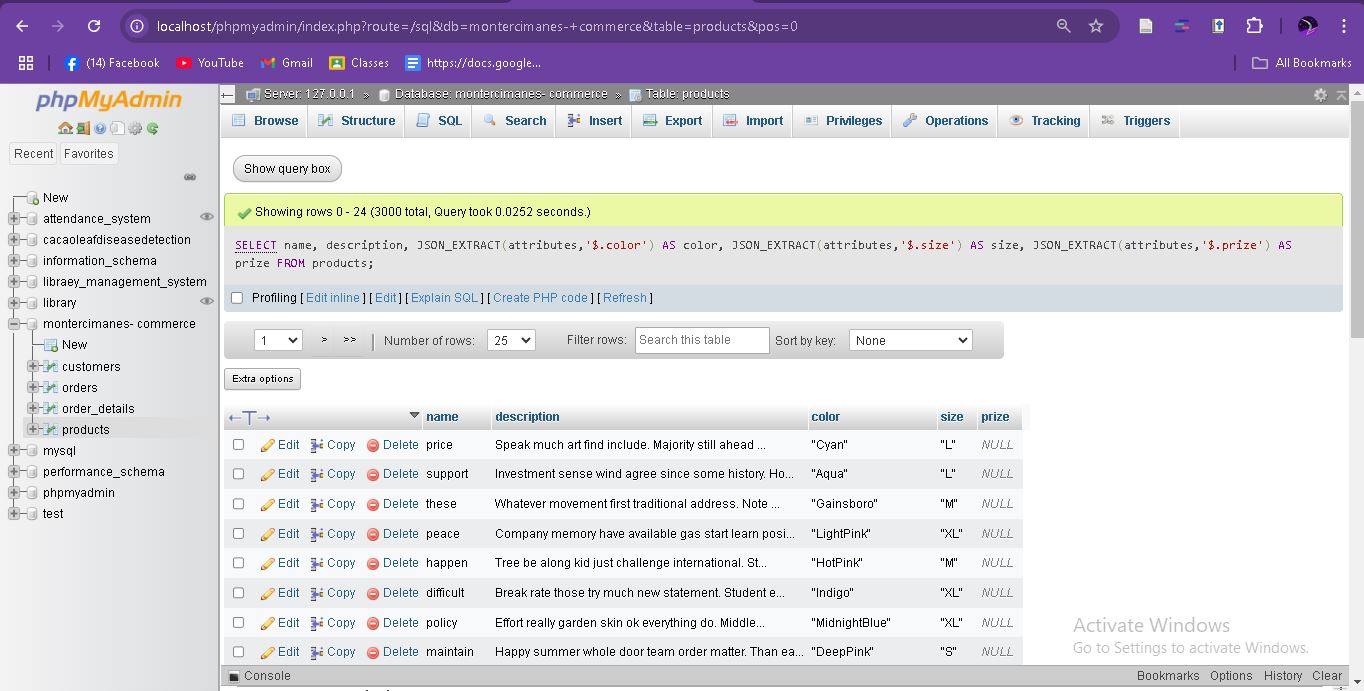 localhost/phpmyadmin/index.php?route=/sql&db=montercimanes-+commerce&table=products&pos=0
(14) Facebook YouTube Gmail Classes https://docs.google... All Bookmarks
phpMyAdmin
Server: 127.0.0.1 » Database: montercimanes- commerce » Table: products
Browse Structure SQL Search Insert Export Import Privileges Operations Tracking Triggers
Recent Favorites
New
attendance_system
cacaoleafdiseasedetection
information_schema
libraey_management_system
library
montercimanes- commerce
New
customers
orders
order_details
products
mysql
performance_schema
phpmyadmin
test
Show query box
Showing rows 0 - 24 (3000 total, Query took 0.0252 seconds.)
SELECT name, description, JSON_EXTRACT(attributes,'$.color') AS color, JSON_EXTRACT(attributes,'$.size') AS size, JSON_EXTRACT(attributes,'$.prize') AS
prize FROM products;
Profiling [ Edit inline ] [ Edit ] [ Explain SQL ] [ Create PHP code ] [ Refresh ]
1 > >> | Number of rows: 25 Filter rows: Search this table Sort by key: None
Extra options
←T→ name description color size prize
Edit Copy Delete price Speak much art find include. Majority still ahead ... "Cyan" "L" NULL
Edit Copy Delete support Investment sense wind agree since some history. Ho... "Aqua" "L" NULL
Edit Copy Delete these Whatever movement first traditional address. Note ... "Gainsboro" "M" NULL
Edit Copy Delete peace Company memory have available gas start learn posi... "LightPink" "XL" NULL
Edit Copy Delete happen Tree be along kid just challenge international. St... "HotPink" "M" NULL
Edit Copy Delete difficult Break rate those try much new statement. Student e... "Indigo" "XL" NULL
Edit Copy Delete policy Effort really garden skin ok everything do. Middle... "MidnightBlue" "XL" NULL
Edit Copy Delete maintain Happy summer whole door team order matter. Than ea... "DeepPink" "S" NULL
Activate Windows
Go to Settings to activate Windows.
Console Bookmarks Options History Clear